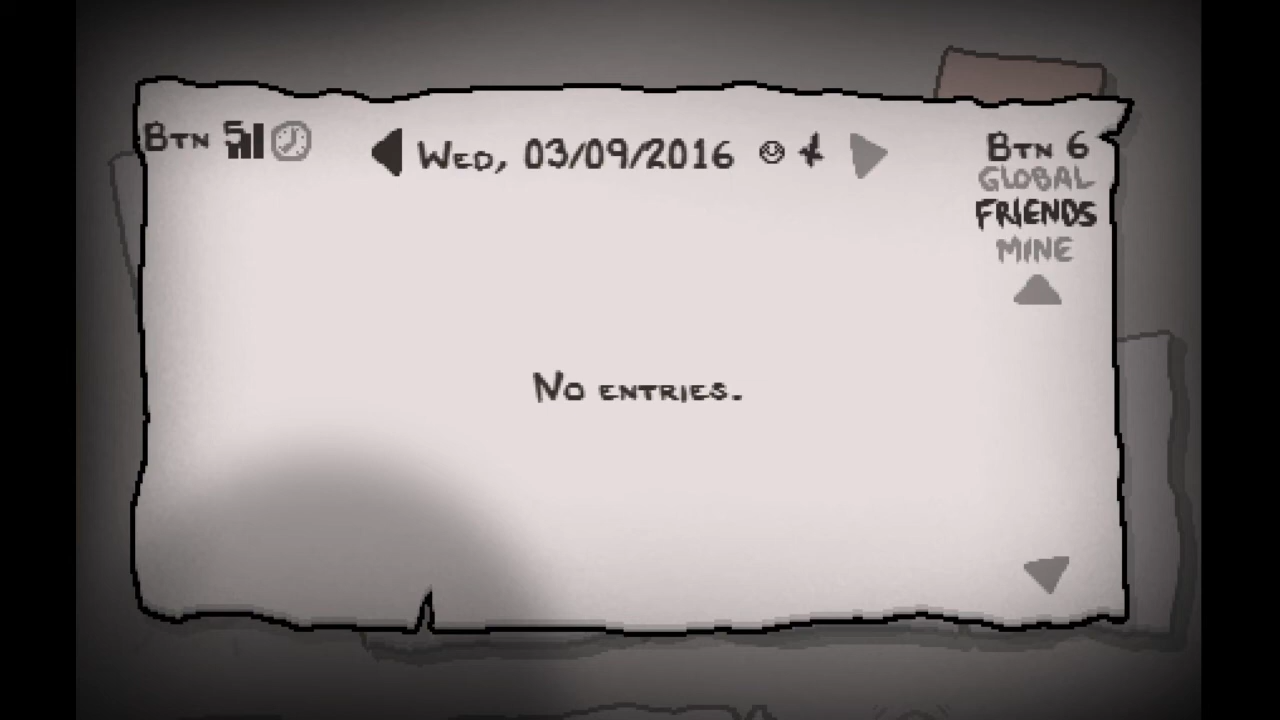 Btn 5
Wed, 03/09/2016
Btn 6
GLOBAL
FRIENDS
MINE
No entries.